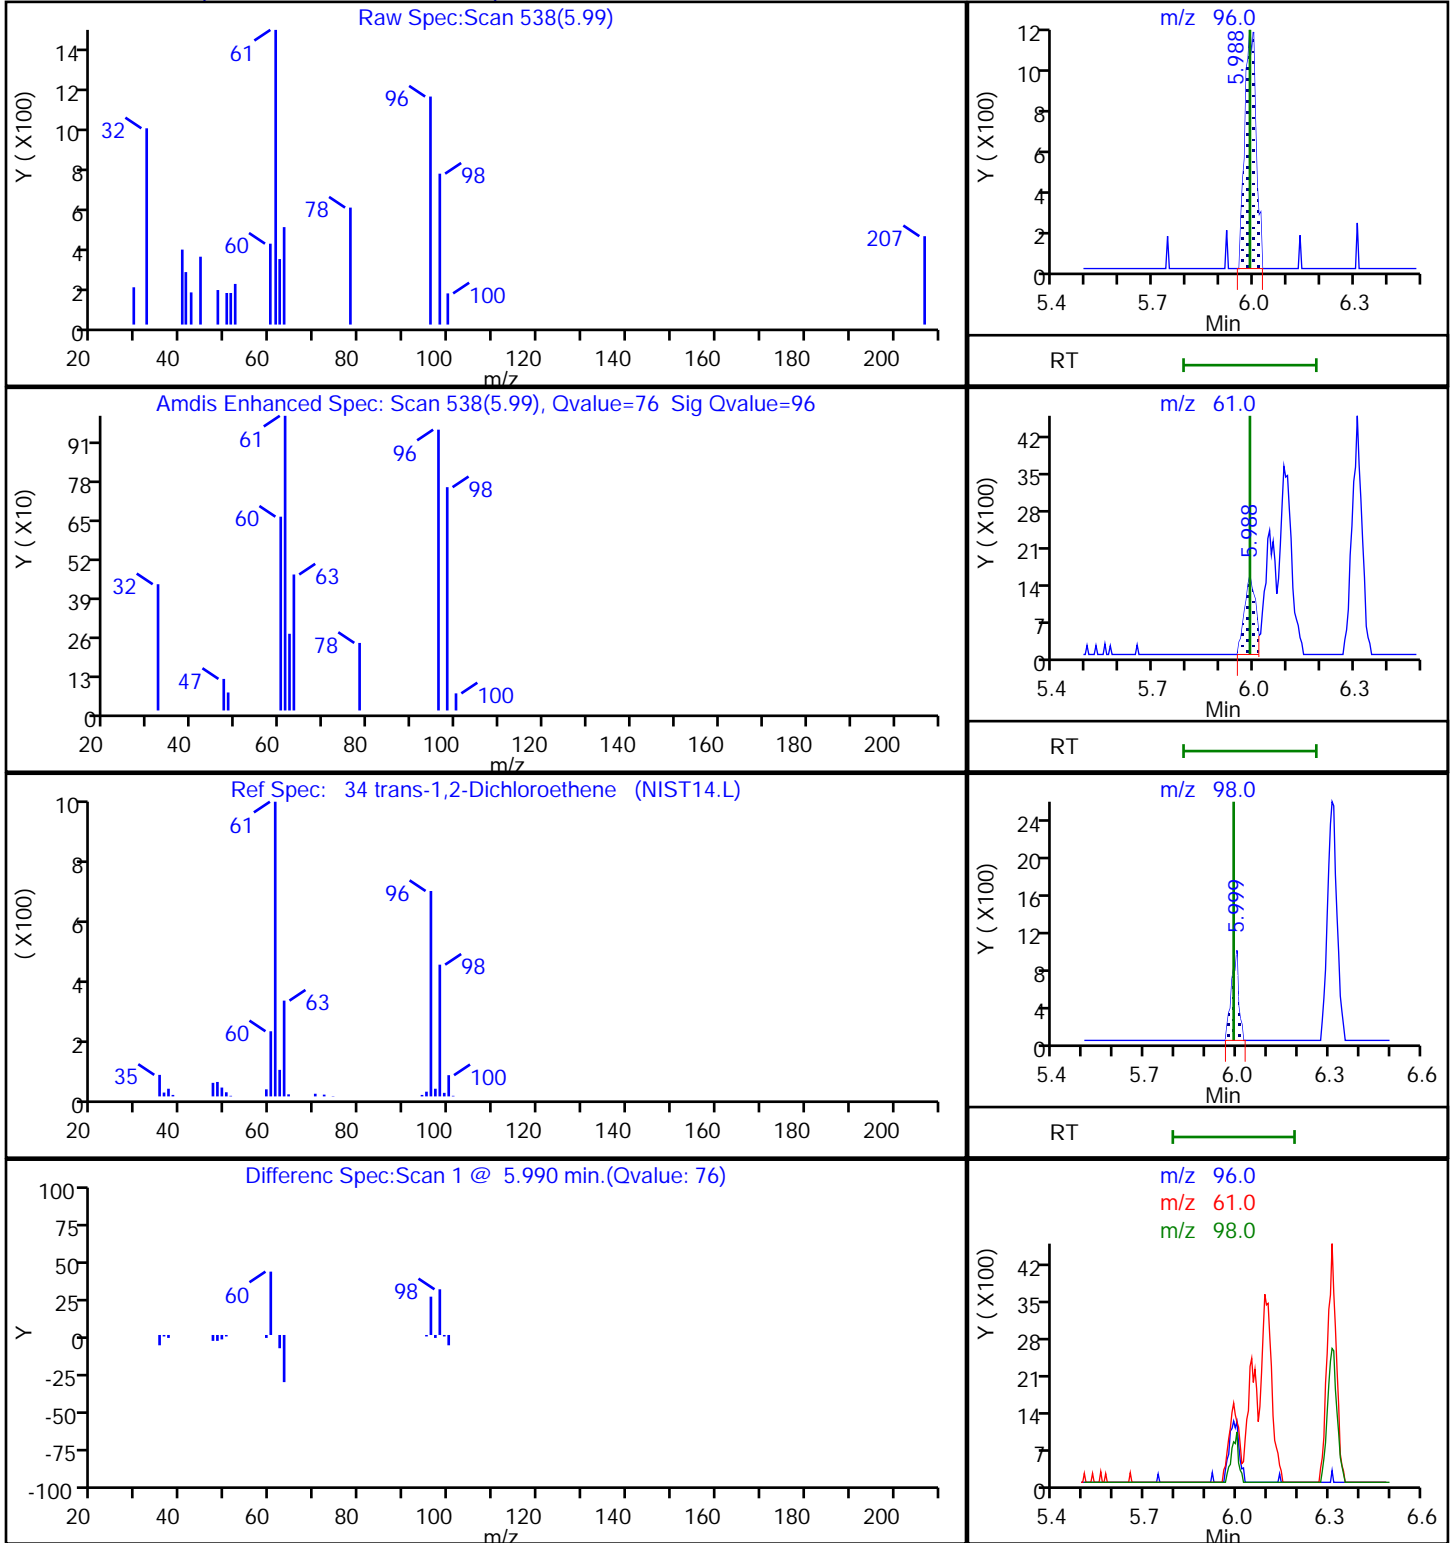 Raw Spec:Scan 538(5.99)
Y ( X100)
14
12
10
8
6
4
2
0
61
32
96
98
78
60
100
207
20 40 60 80 100 120 140 160 180 200
m/z
m/z 96.0
Y ( X100)
12
10
8
6
4
2
0
5.988
5.4 5.7 6.0 6.3
Min
RT
Amdis Enhanced Spec: Scan 538(5.99), Qvalue=76 Sig Qvalue=96
Y ( X10)
91
78
65
52
39
26
13
0
61
96
98
60
63
32
78
47
100
20 40 60 80 100 120 140 160 180 200
m/z
m/z 61.0
Y ( X100)
42
35
28
21
14
7
0
5.988
5.4 5.7 6.0 6.3
Min
RT
Ref Spec: 34 trans-1,2-Dichloroethene (NIST14.L)
( X100)
10
8
6
4
2
0
61
96
98
63
60
35
100
20 40 60 80 100 120 140 160 180 200
m/z 98.0
Y ( X100)
24
20
16
12
8
4
0
5.999
5.4 5.7 6.0 6.3 6.6
Min
RT
Differenc Spec:Scan 1 @ 5.990 min.(Qvalue: 76)
Y
100
75
50
25
0
-25
-50
-75
-100
60
98
20 40 60 80 100 120 140 160 180 200
m/z
m/z 96.0
m/z 61.0
m/z 98.0
Y ( X100)
42
35
28
21
14
7
0
5.4 5.7 6.0 6.3 6.6
Min